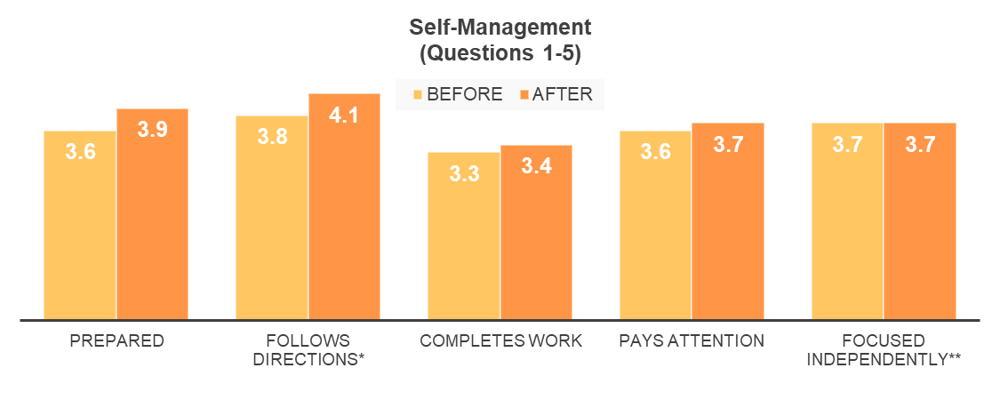 Self-Management
(Questions 1-5)
BEFORE AFTER
3.6 3.9 3.8 4.1 3.3 3.4 3.6 3.7 3.7 3.7
PREPARED
FOLLOWS
DIRECTIONS*
COMPLETES WORK
PAYS ATTENTION
FOCUSED
INDEPENDENTLY**